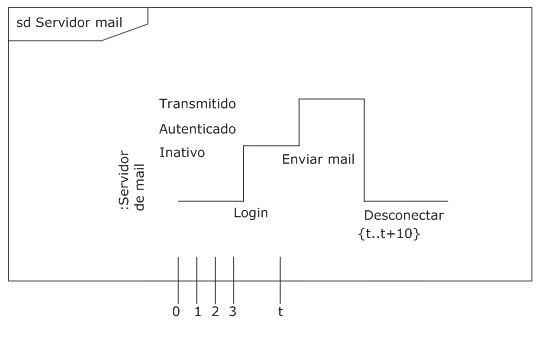 sd Servidor mail
Transmitido
Autenticado
Inativo
:Servidor
de mail
Enviar mail
Login
Desconectar
{t..t+10}
0 1 2 3 t